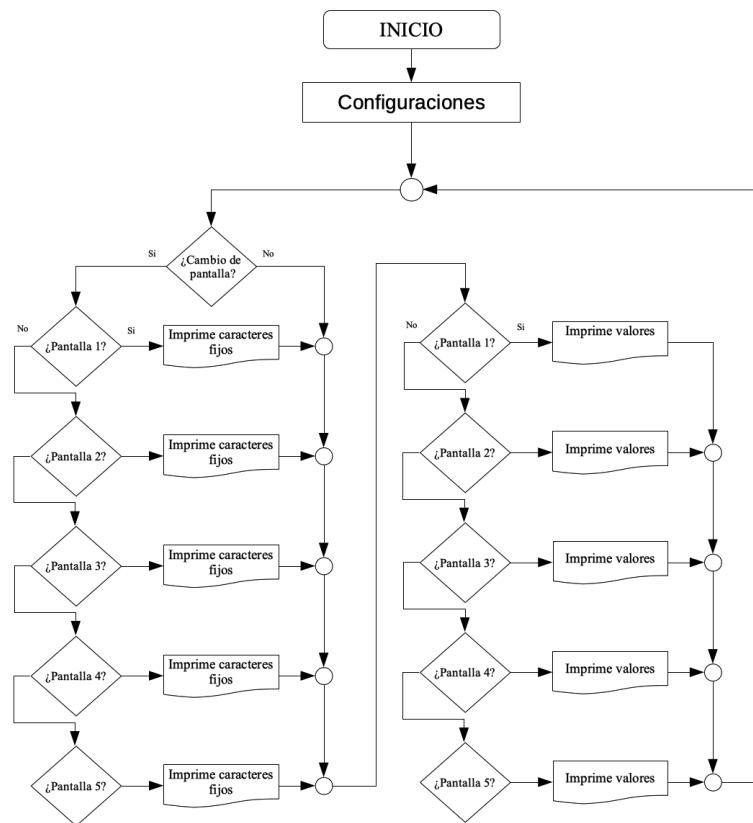 INICIO
Configuraciones
¿Cambio de
pantalla?
Si
No
¿Pantalla 1?
No
Si
Imprime caracteres
fijos
¿Pantalla 2?
Imprime caracteres
fijos
¿Pantalla 3?
Imprime caracteres
fijos
¿Pantalla 4?
Imprime caracteres
fijos
¿Pantalla 5?
Imprime caracteres
fijos
¿Pantalla 1?
No
Si
Imprime valores
¿Pantalla 2?
Imprime valores
¿Pantalla 3?
Imprime valores
¿Pantalla 4?
Imprime valores
¿Pantalla 5?
Imprime valores